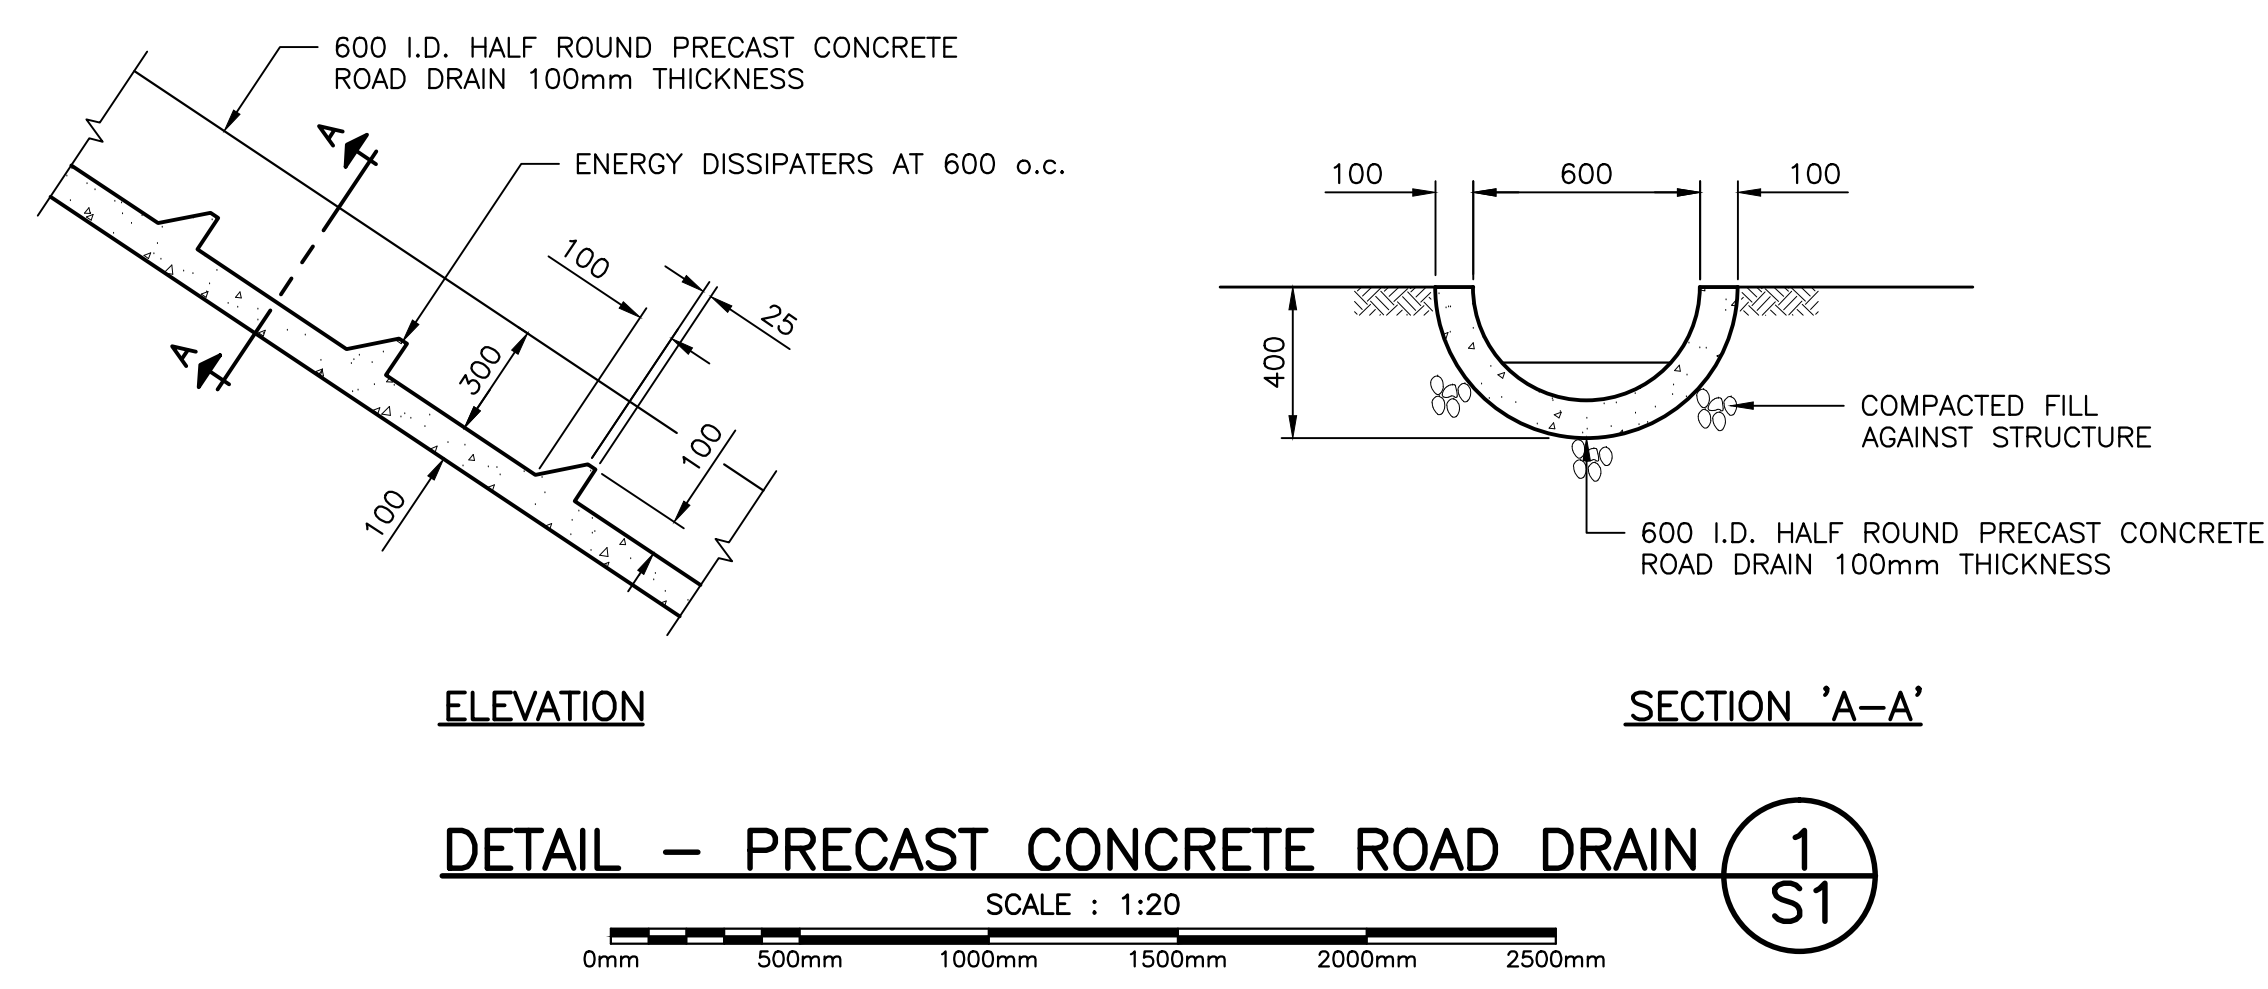 600 I.D. HALF ROUND PRECAST CONCRETE
ROAD DRAIN 100mm THICKNESS
A
ENERGY DISSIPATERS AT 600 o.c.
100
25
300
A
100
100
ELEVATION
100
600
100
400
COMPACTED FILL
AGAINST STRUCTURE
600 I.D. HALF ROUND PRECAST CONCRETE
ROAD DRAIN 100mm THICKNESS
SECTION 'A-A'
DETAIL - PRECAST CONCRETE ROAD DRAIN
1
S1
SCALE : 1:20
0mm 500mm 1000mm 1500mm 2000mm 2500mm